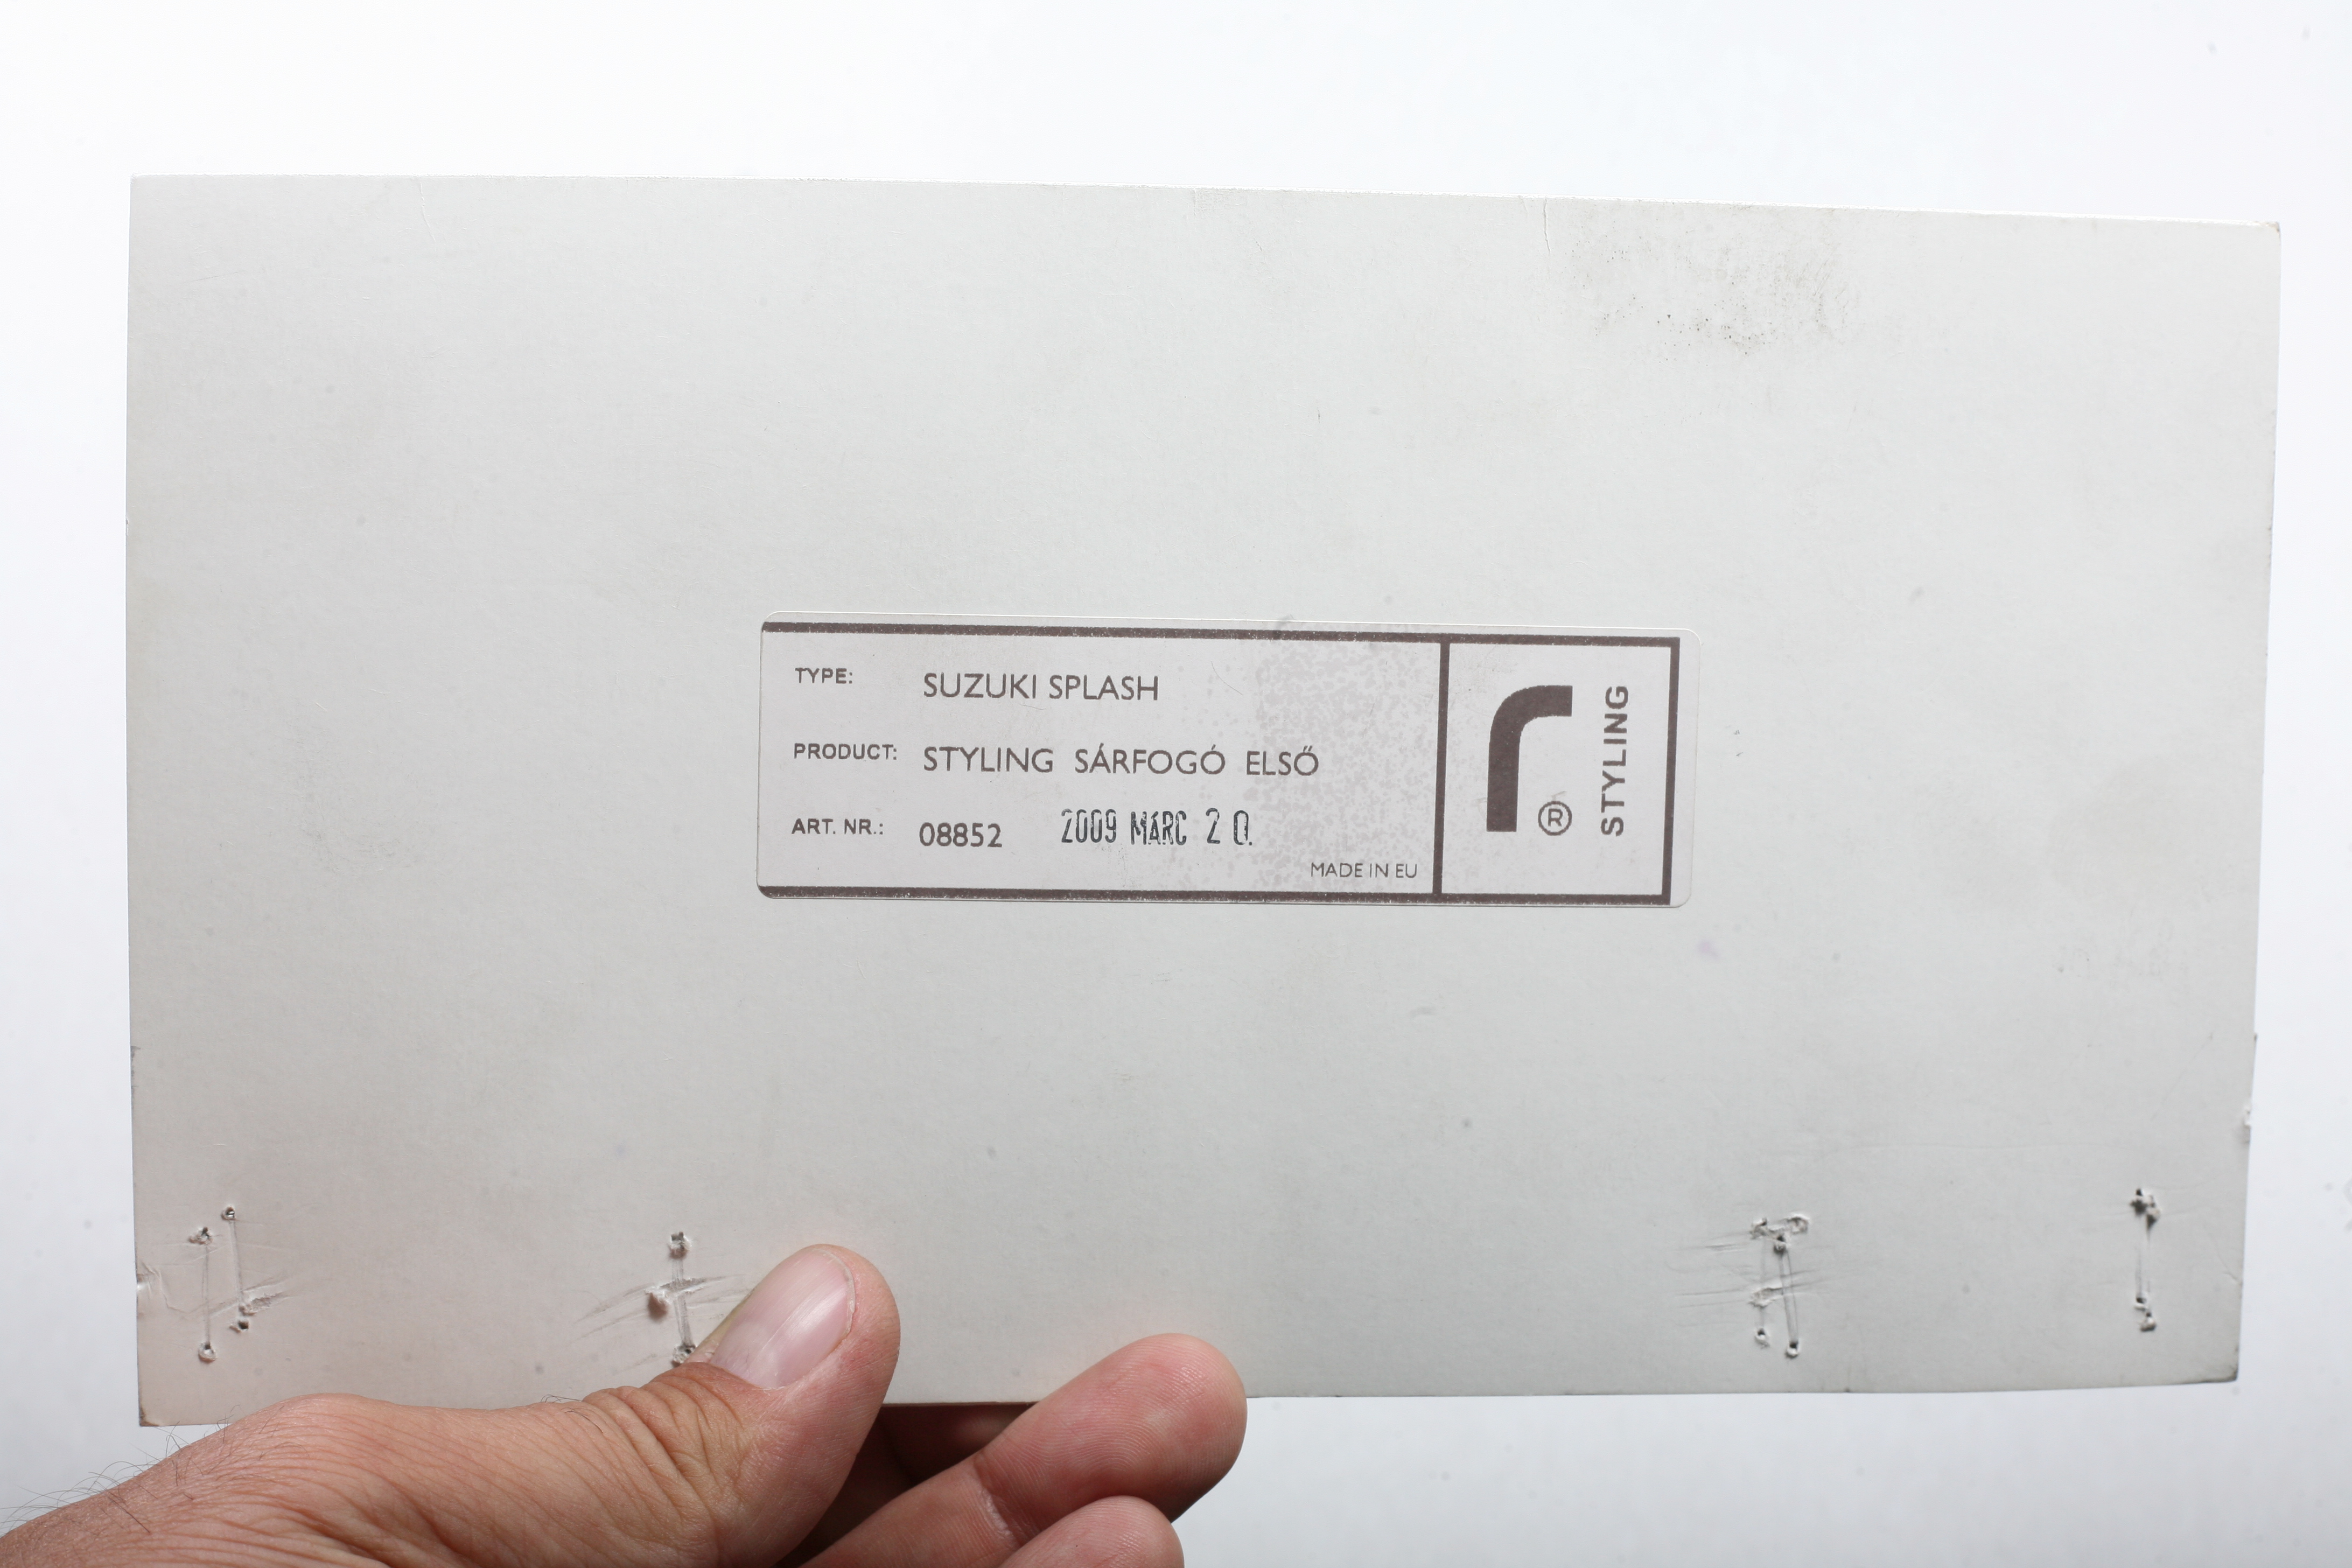 TYPE: SUZUKI SPLASH
PRODUCT: STYLING SÁRFOGÓ ELSŐ
ART. NR.: 08852 2009 MÁRC 20.
MADE IN EU
r ®
STYLING